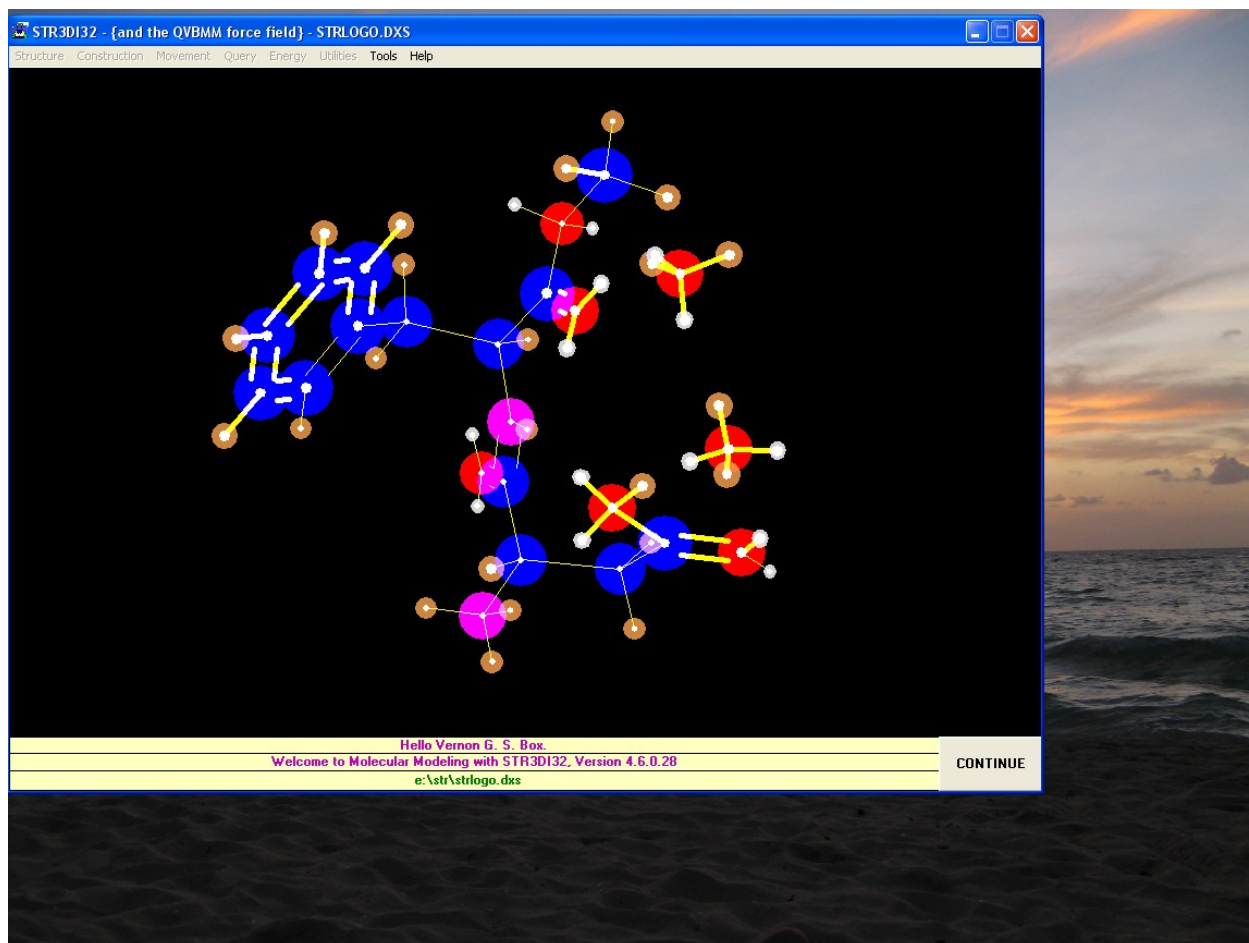 STR3DI32 - {and the QVBMM force field} - STRLOGO.DXS
Structure Construction Movement Query Energy Utilities Tools Help
Hello Vernon G. S. Box.
Welcome to Molecular Modeling with STR3DI32, Version 4.6.0.28
CONTINUE
e:\str\strlogo.dxs